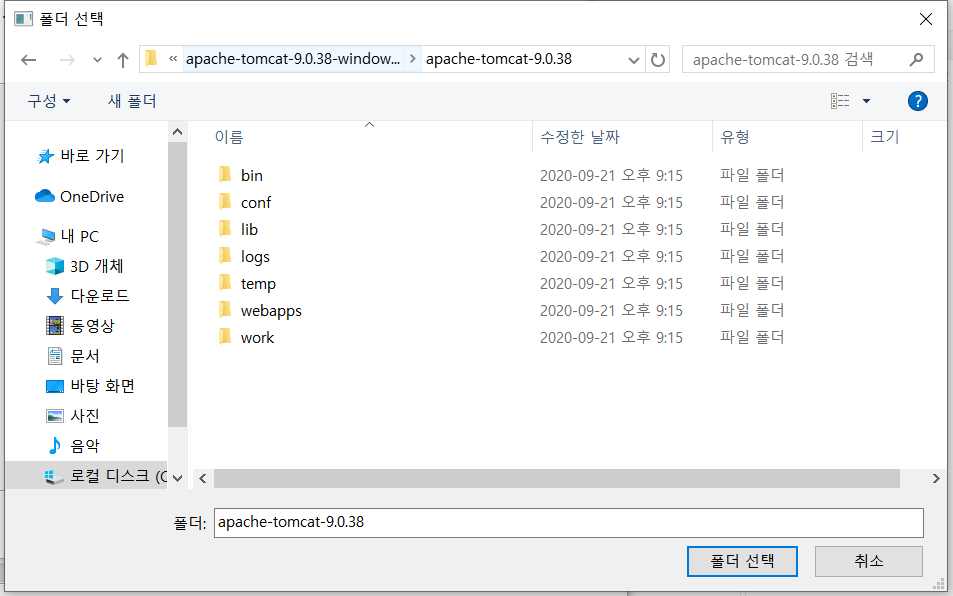 폴더 선택
« apache-tomcat-9.0.38-window... > apache-tomcat-9.0.38
apache-tomcat-9.0.38 검색
구성 새 폴더
?
이름 수정한 날짜 유형 크기
바로 가기
OneDrive
내 PC
3D 개체
다운로드
동영상
문서
바탕 화면
사진
음악
로컬 디스크 (C
bin 2020-09-21 오후 9:15 파일 폴더
conf 2020-09-21 오후 9:15 파일 폴더
lib 2020-09-21 오후 9:15 파일 폴더
logs 2020-09-21 오후 9:15 파일 폴더
temp 2020-09-21 오후 9:15 파일 폴더
webapps 2020-09-21 오후 9:15 파일 폴더
work 2020-09-21 오후 9:15 파일 폴더
폴더: apache-tomcat-9.0.38
폴더 선택 취소